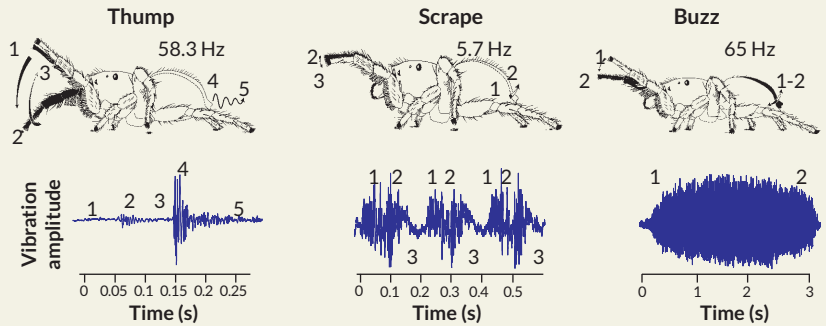 Thump
Scrape
Buzz
58.3 Hz
1
3
2
4
5
5.7 Hz
2
3
2
1
65 Hz
1
2
1-2
Vibration
amplitude
1
2
3
4
5
1 2 1 2 1 2
3 3 3
1 2
0 0.05 0.1 0.15 0.2 0.25
Time (s)
0 0.1 0.2 0.3 0.4 0.5
Time (s)
0 1 2 3
Time (s)